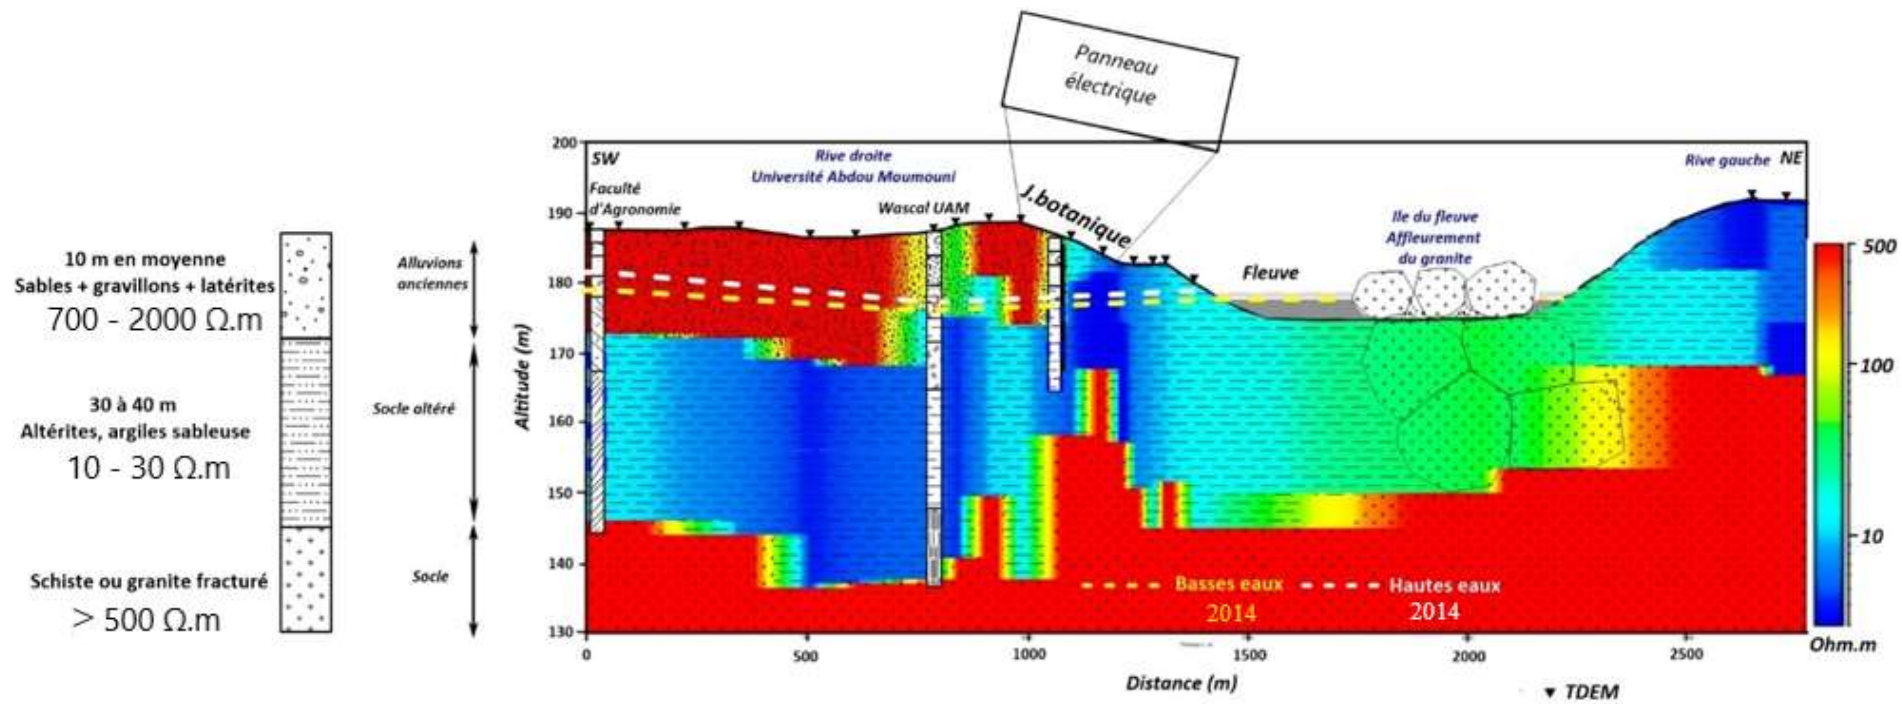 10 m en moyenne
Sables + gravillons + latérites
700 - 2000 Ω.m
30 à 40 m
Altérites, argiles sableuse
10 - 30 Ω.m
Schiste ou granite fracturé
> 500 Ω.m
Alluvions
anciennes
Socle altéré
Socle
Panneau
électrique
Altitude (m)
200
190
180
170
160
150
140
130
SW
Rive droite
Université Abdou Moumouni
Faculté
d'Agronomie
Wascal UAM
J.botanique
Fleuve
Ile du fleuve
Affleurement
du granite
Rive gauche
NE
Basses eaux
2014
Hautes eaux
2014
0
500
1000
1500
2000
2500
Distance (m)
TDEM
500
100
10
Ohm.m